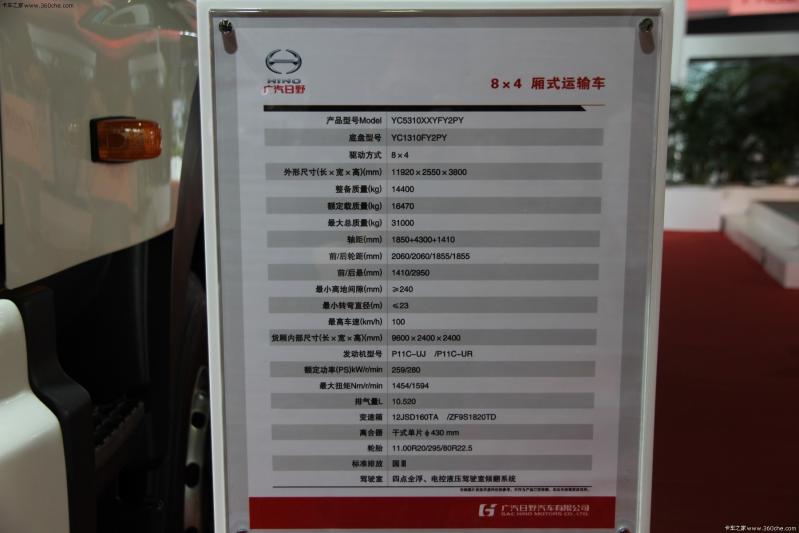 卡车之家 www.360che.com
HINO
广汽日野
8×4 厢式运输车
产品型号Model YC5310XXYFY2PY
底盘型号 YC1310FY2PY
驱动方式 8×4
外形尺寸(长×宽×高)(mm) 11920×2550×3800
整备质量(kg) 14400
额定载质量(kg) 16470
最大总质量(kg) 31000
轴距(mm) 1850+4300+1410
前/后轮距(mm) 2060/2060/1855/1855
前/后悬(mm) 1410/2950
最小离地间隙(mm) ≥240
最小转弯直径(m) ≤23
最高车速(km/h) 100
货厢内部尺寸(长×宽×高)(mm) 9600×2400×2400
发动机型号 P11C-UJ /P11C-UR
额定功率(PS)kW/r/min 259/280
最大扭矩Nm/r/min 1454/1594
排气量L 10.520
变速箱 12JSD160TA /ZF9S1820TD
离合器 干式单片ϕ430 mm
轮胎 11.00R20/295/80R22.5
标准排放 国Ⅲ
驾驶室 四点全浮、电控液压驾驶室倾翻系统
广汽日野汽车有限公司
GAC HINO MOTORS CO., LTD.
卡车之家 www.360che.com